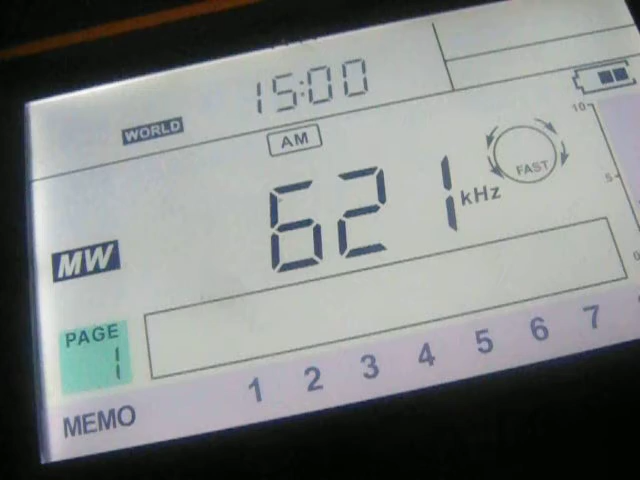 15:00
WORLD
AM
10
FAST
621 kHz
5
MW
0
PAGE
1
1 2 3 4 5 6 7
MEMO